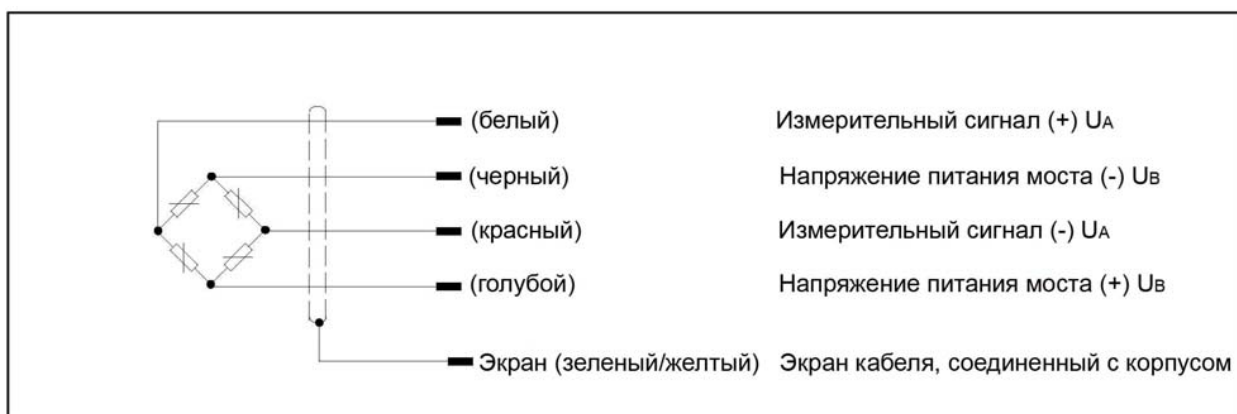 (белый) Измерительный сигнал (+) UA
(черный) Напряжение питания моста (-) UB
(красный) Измерительный сигнал (-) UA
(голубой) Напряжение питания моста (+) UB
Экран (зеленый/желтый) Экран кабеля, соединенный с корпусом